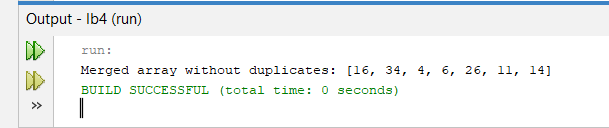 Output - lb4 (run)
run:
Merged array without duplicates: [16, 34, 4, 6, 26, 11, 14]
BUILD SUCCESSFUL (total time: 0 seconds)